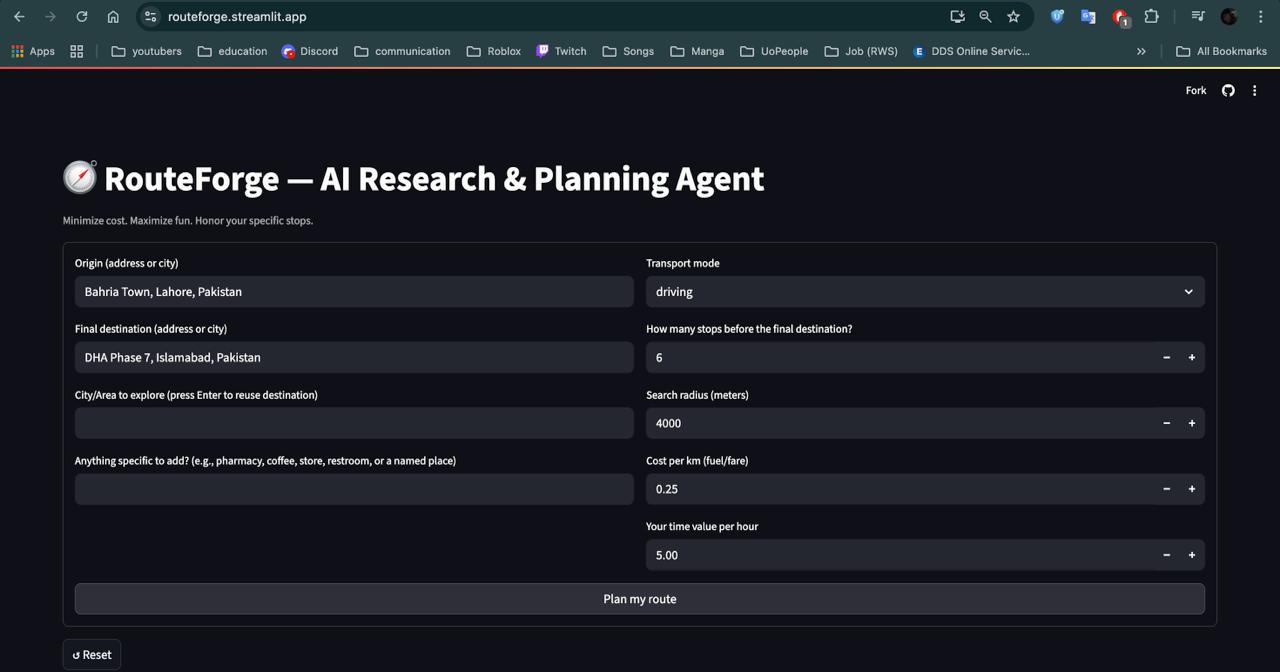 routeforge.streamlit.app
1
Apps youtubers education Discord communication Roblox Twitch Songs Manga UoPeople Job (RWS) E DDS Online Servic... » All Bookmarks
Fork
RouteForge — AI Research & Planning Agent
Minimize cost. Maximize fun. Honor your specific stops.
Origin (address or city)
Bahria Town, Lahore, Pakistan
Transport mode
driving
Final destination (address or city)
DHA Phase 7, Islamabad, Pakistan
How many stops before the final destination?
6 − +
City/Area to explore (press Enter to reuse destination)
Search radius (meters)
4000 − +
Anything specific to add? (e.g., pharmacy, coffee, store, restroom, or a named place)
Cost per km (fuel/fare)
0.25 − +
Your time value per hour
5.00 − +
Plan my route
↺ Reset